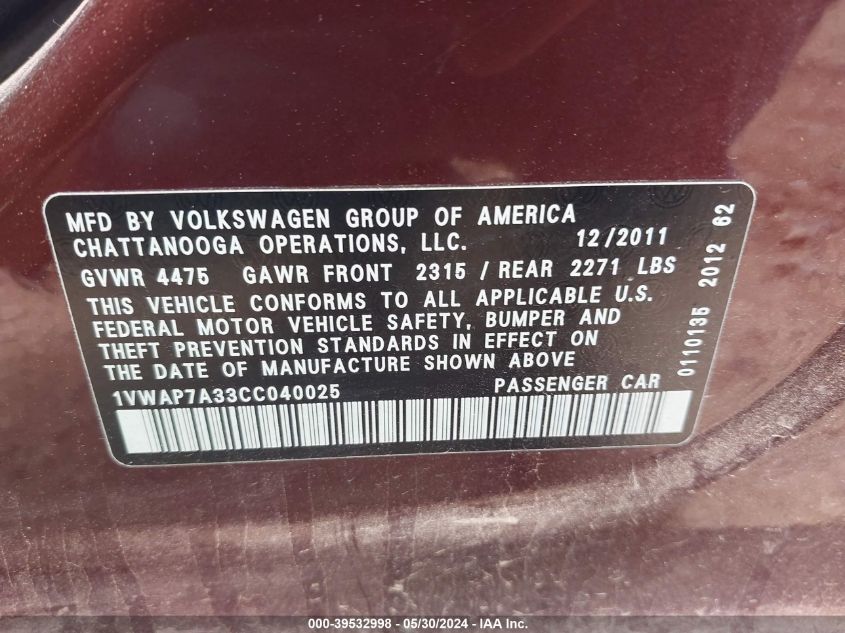 MFD BY VOLKSWAGEN GROUP OF AMERICA
CHATTANOOGA OPERATIONS, LLC. 12/2011
GVWR 4475 GAWR FRONT 2315 / REAR 2271 LBS
THIS VEHICLE CONFORMS TO ALL APPLICABLE U.S.
FEDERAL MOTOR VEHICLE SAFETY, BUMPER AND
THEFT PREVENTION STANDARDS IN EFFECT ON
THE DATE OF MANUFACTURE SHOWN ABOVE
1VWAP7A33CC040025 PASSENGER CAR
0110135 2012 62
000-39532998 - 05/30/2024 - IAA Inc.